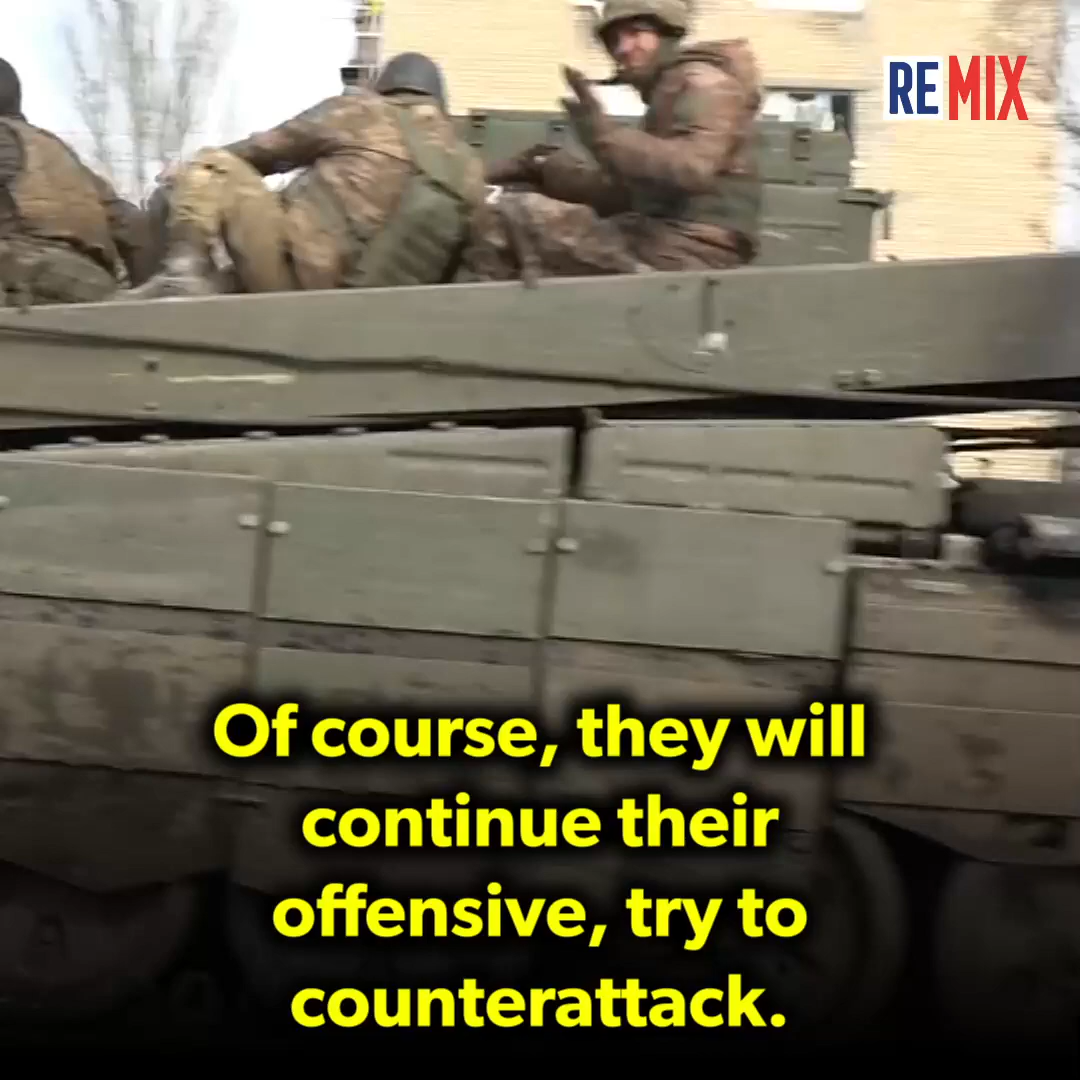 REMIX
Of course, they will
continue their
offensive, try to
counterattack.